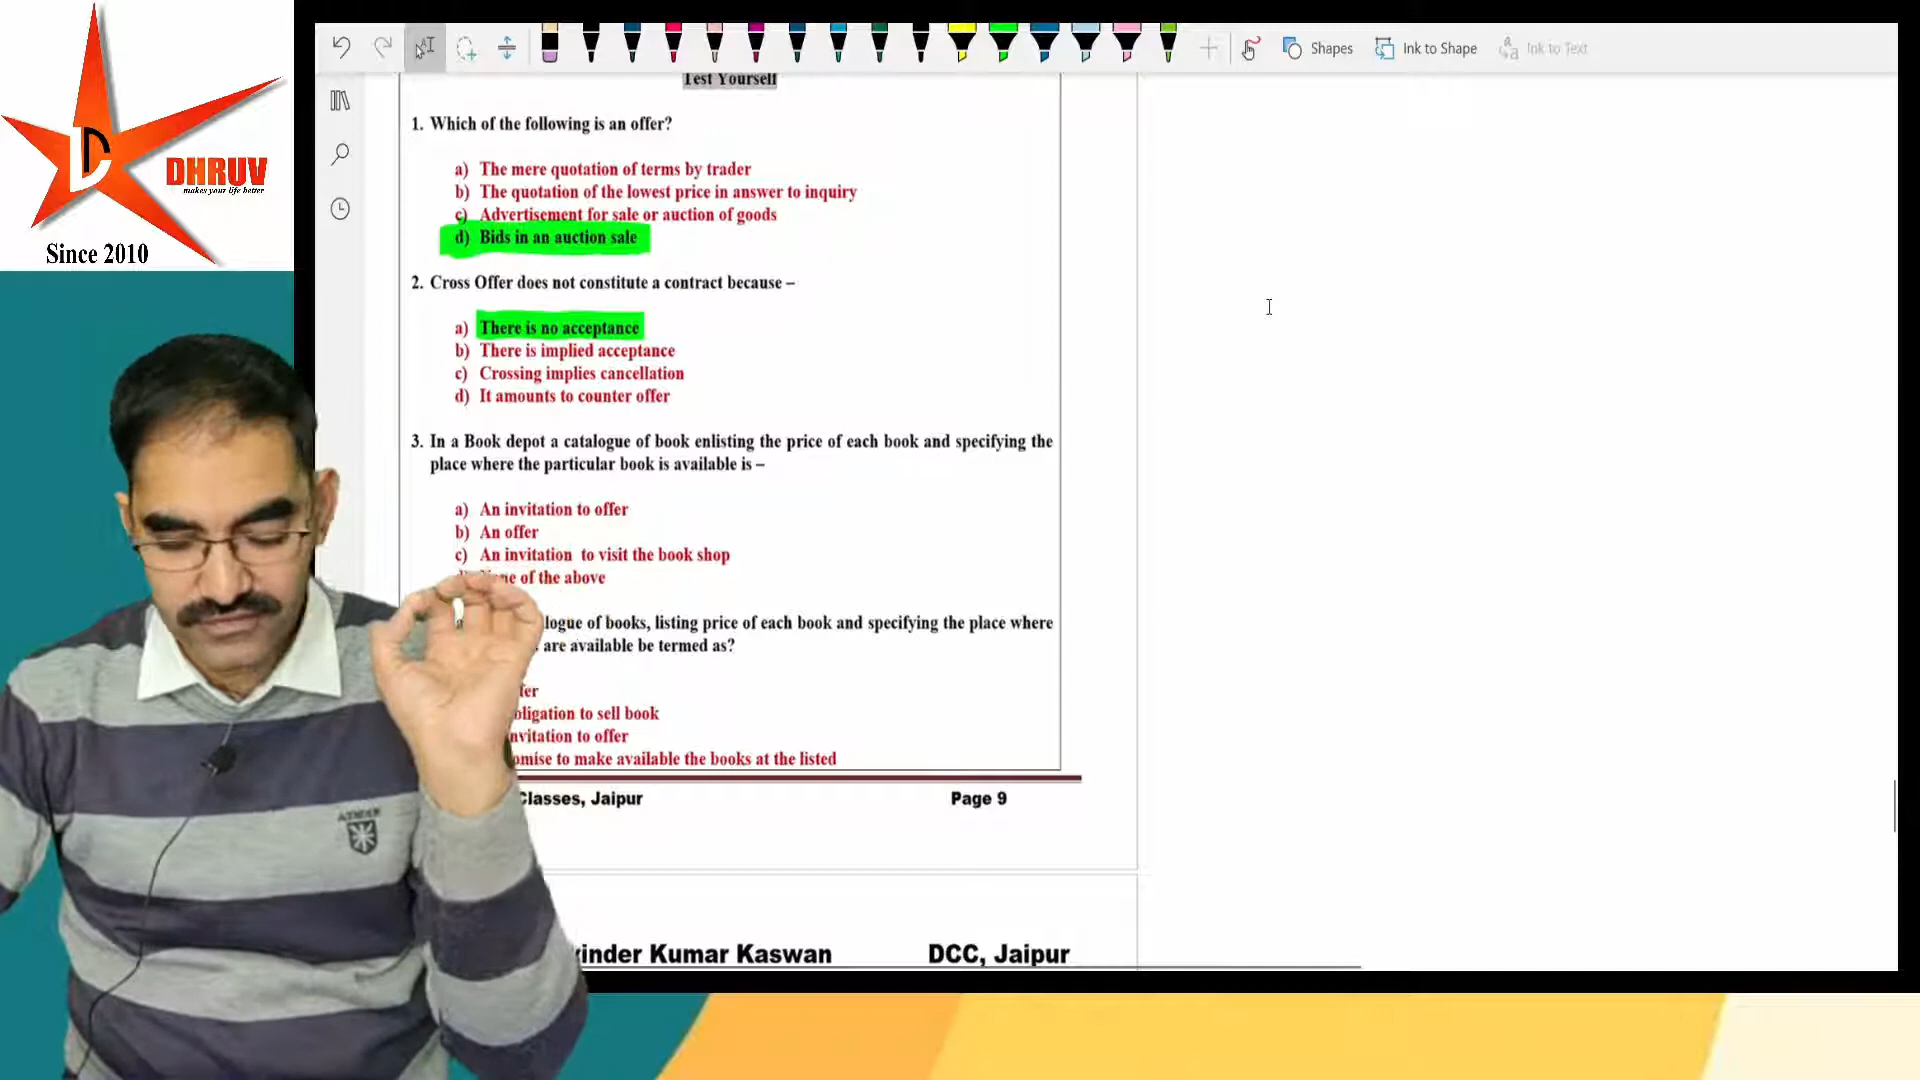 DC
DHRUV
makes your life better
Since 2010
Shapes
Ink to Shape
Ink to Text
Test Yourself
1. Which of the following is an offer?
a) The mere quotation of terms by trader
b) The quotation of the lowest price in answer to inquiry
c) Advertisement for sale or auction of goods
d) Bids in an auction sale
2. Cross Offer does not constitute a contract because –
a) There is no acceptance
b) There is implied acceptance
c) Crossing implies cancellation
d) It amounts to counter offer
3. In a Book depot a catalogue of book enlisting the price of each book and specifying the
place where the particular book is available is –
a) An invitation to offer
b) An offer
c) An invitation to visit the book shop
of the above
of books, listing price of each book and specifying the place where
are available be termed as?
to sell book
to offer
to make available the books at the listed
Classes, Jaipur
Page 9
Kumar Kaswan
DCC, Jaipur